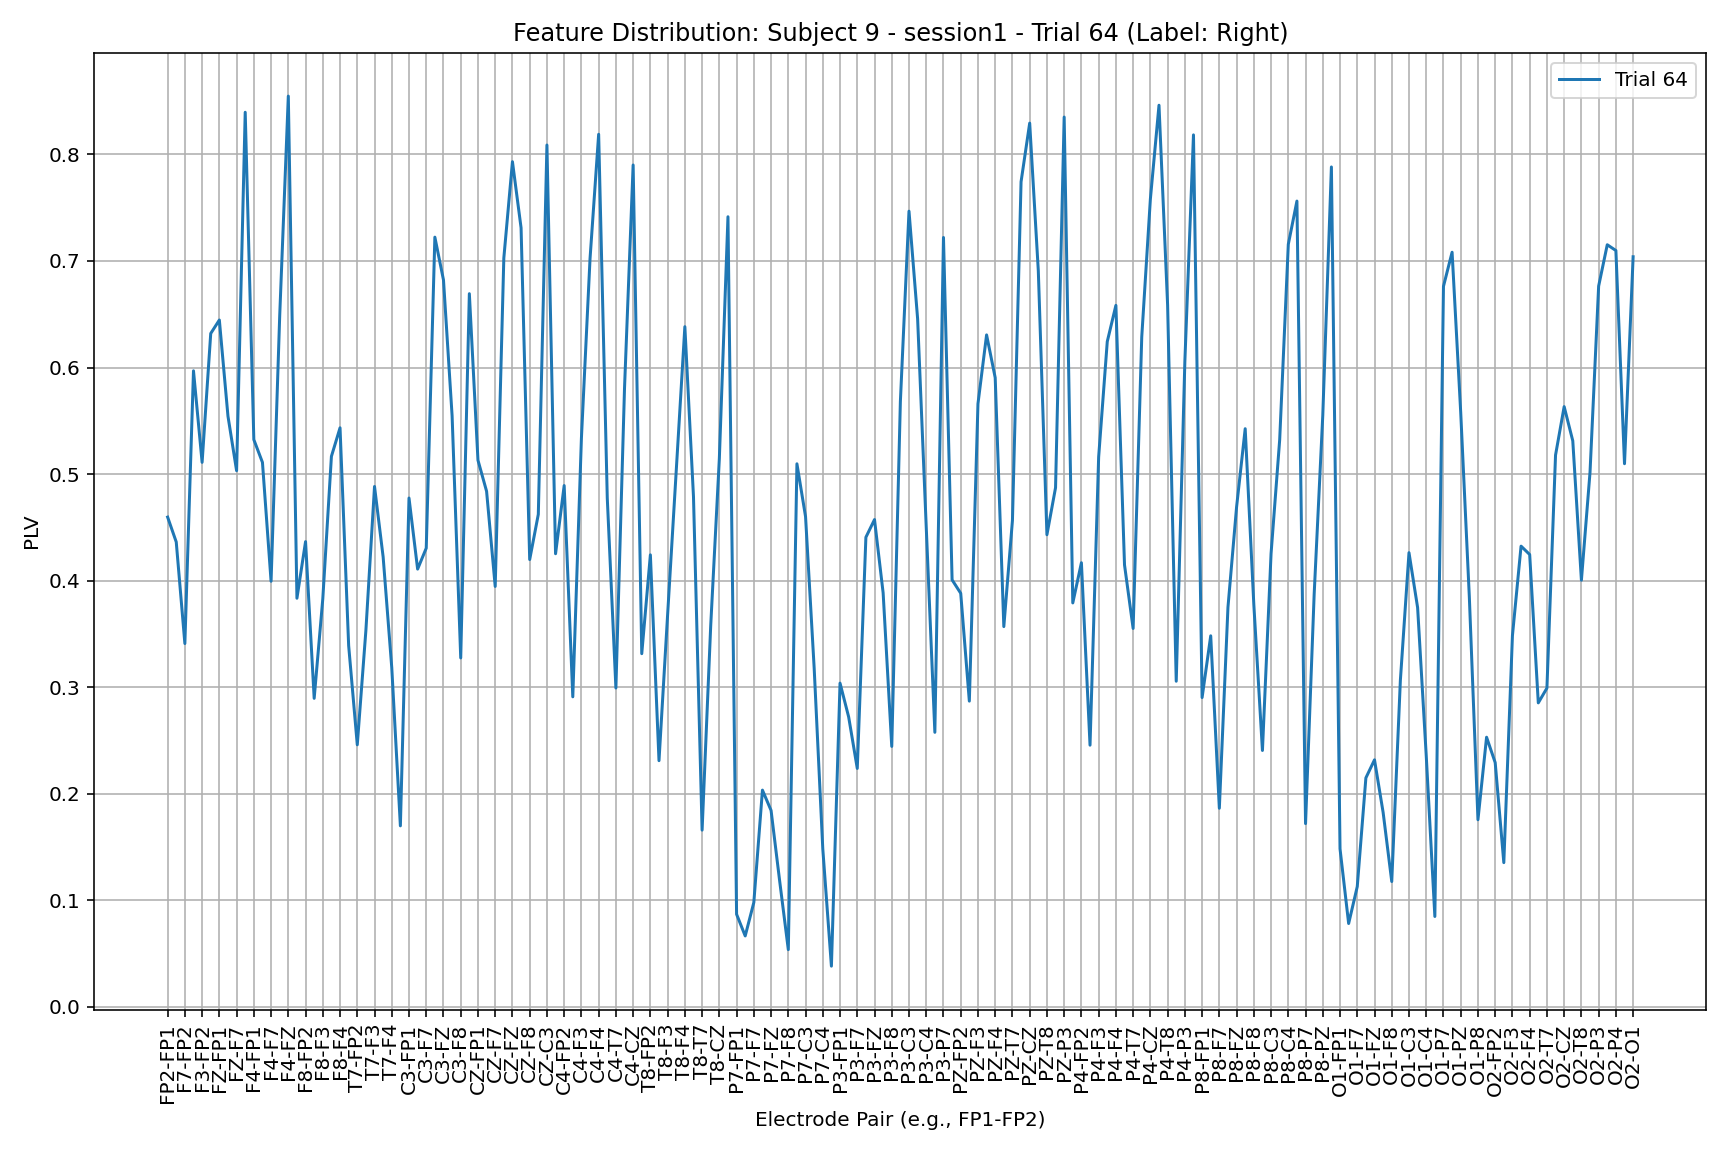 Feature Distribution: Subject 9 - session1 - Trial 64 (Label: Right)
Trial 64
PLV
0.8
0.7
0.6
0.5
0.4
0.3
0.2
0.1
0.0
FP2-FP1
F7-FP2
F3-FP2
FZ-FP1
FZ-F7
F4-FP1
F4-F7
F4-FZ
F8-FP2
F8-F3
F8-F4
T7-FP2
T7-F3
T7-F4
C3-FP1
C3-F7
C3-FZ
C3-F8
CZ-FP1
CZ-F7
CZ-FZ
CZ-F8
CZ-C3
C4-FP2
C4-F3
C4-F4
C4-T7
C4-CZ
T8-FP2
T8-F3
T8-F4
T8-T7
T8-CZ
P7-FP1
P7-F7
P7-FZ
P7-F8
P7-C3
P7-C4
P3-FP1
P3-F7
P3-FZ
P3-F8
P3-C3
P3-C4
P3-P7
PZ-FP2
PZ-F3
PZ-F4
PZ-T7
PZ-CZ
PZ-T8
PZ-P3
P4-FP2
P4-F3
P4-F4
P4-T7
P4-CZ
P4-T8
P4-P3
P8-FP1
P8-F7
P8-FZ
P8-F8
P8-C3
P8-C4
P8-P7
P8-PZ
O1-FP1
O1-F7
O1-FZ
O1-F8
O1-C3
O1-C4
O1-P7
O1-PZ
O1-P8
O2-FP2
O2-F3
O2-F4
O2-T7
O2-CZ
O2-T8
O2-P3
O2-P4
O2-O1
Electrode Pair (e.g., FP1-FP2)